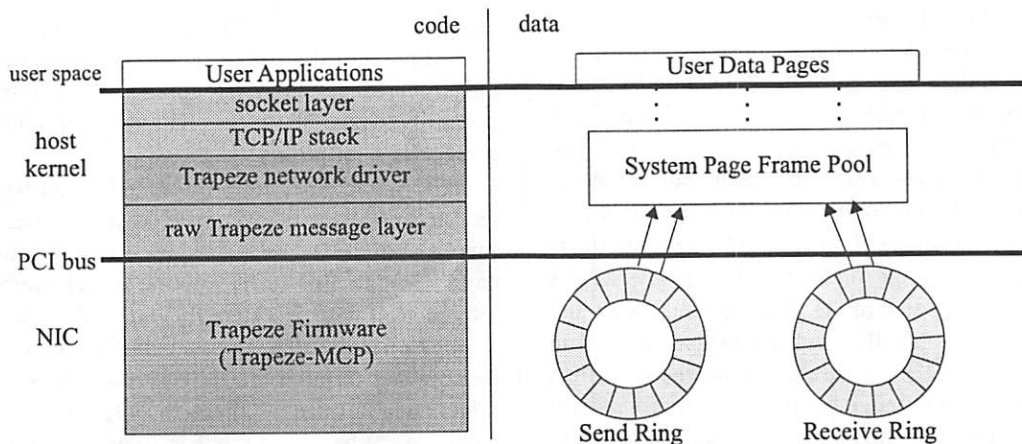 code
data
user space
User Applications
User Data Pages
socket layer
host
kernel
TCP/IP stack
Trapeze network driver
System Page Frame Pool
raw Trapeze message layer
PCI bus
NIC
Trapeze Firmware
(Trapeze-MCP)
Send Ring
Receive Ring